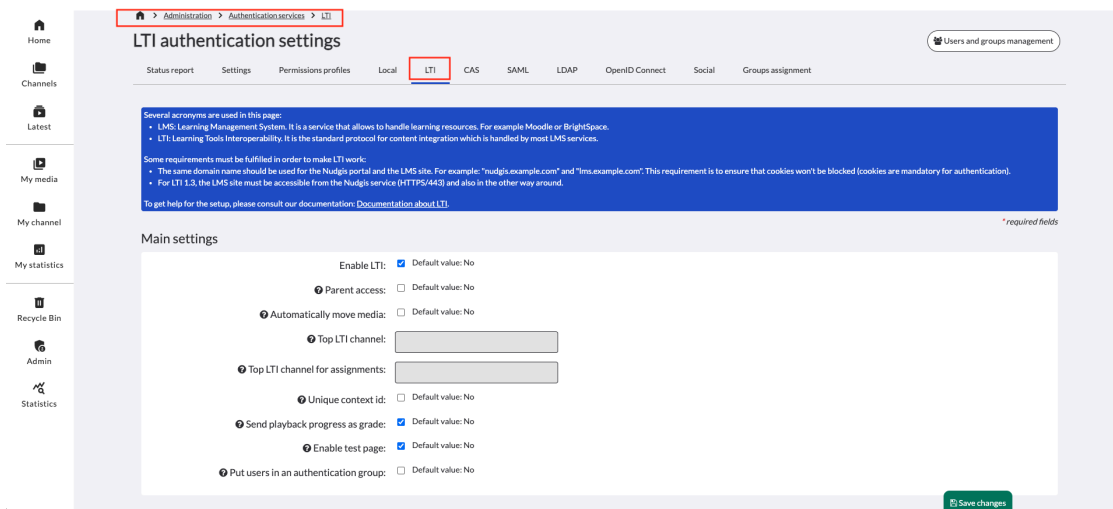 Administration > Authentication services > LTI
LTI authentication settings
Users and groups management
Home
Channels
Latest
My media
My channel
My statistics
Recycle Bin
Admin
Statistics
Status report Settings Permissions profiles Local LTI CAS SAML LDAP OpenID Connect Social Groups assignment
Several acronyms are used in this page:
• LMS: Learning Management System. It is a service that allows to handle learning resources. For example Moodle or BrightSpace.
• LTI: Learning Tools Interoperability. It is the standard protocol for content integration which is handled by most LMS services.
Some requirements must be fulfilled in order to make LTI work:
• The same domain name should be used for the Nudgis portal and the LMS site. For example: "nudgis.example.com" and "lms.example.com". This requirement is to ensure that cookies won't be blocked (cookies are mandatory for authentication).
• For LTI 1.3, the LMS site must be accessible from the Nudgis service (HTTPS/443) and also in the other way around.
To get help for the setup, please consult our documentation: Documentation about LTI.
* required fields
Main settings
Enable LTI: Default value: No
Parent access: Default value: No
Automatically move media: Default value: No
Top LTI channel:
Top LTI channel for assignments:
Unique context id: Default value: No
Send playback progress as grade: Default value: No
Enable test page: Default value: No
Put users in an authentication group: Default value: No
Save changes